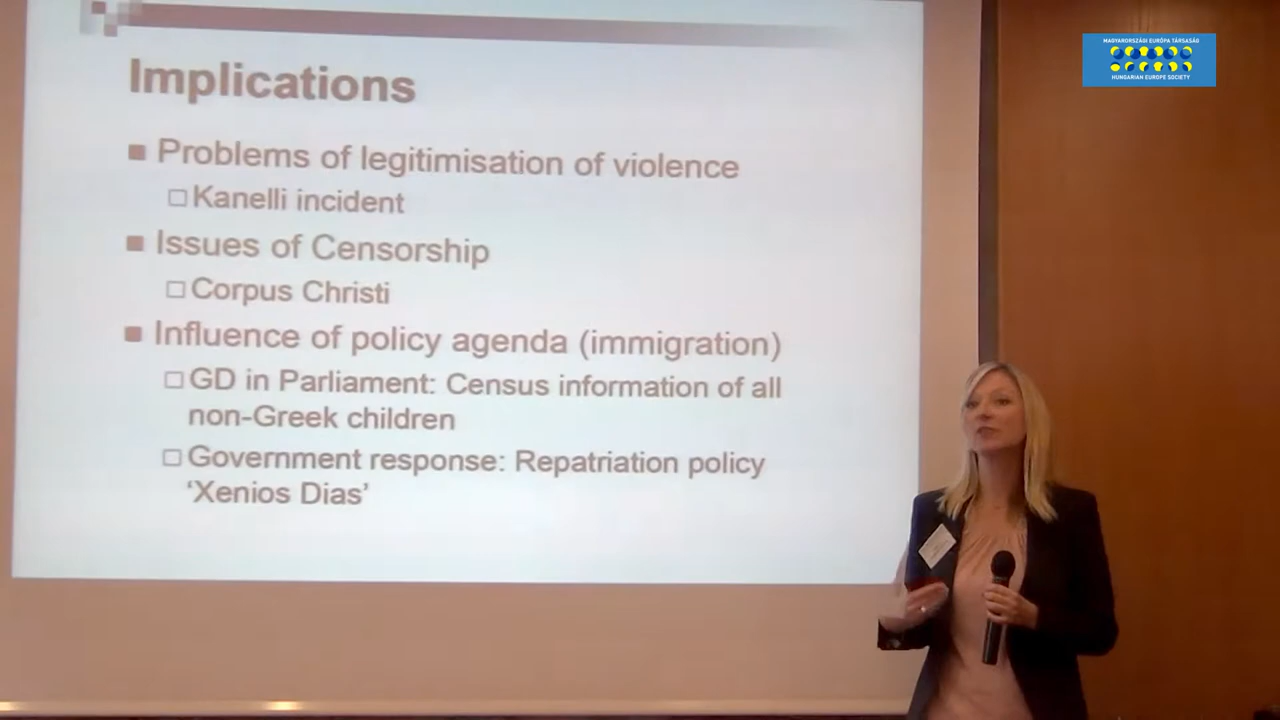 MAGYARORSZÁGI EURÓPA TÁRSASÁG
HUNGARIAN EUROPE SOCIETY
Implications
Problems of legitimisation of violence
Kanelli incident
Issues of Censorship
Corpus Christi
Influence of policy agenda (immigration)
GD in Parliament: Census information of all
non-Greek children
Government response: Repatriation policy
‘Xenios Dias’